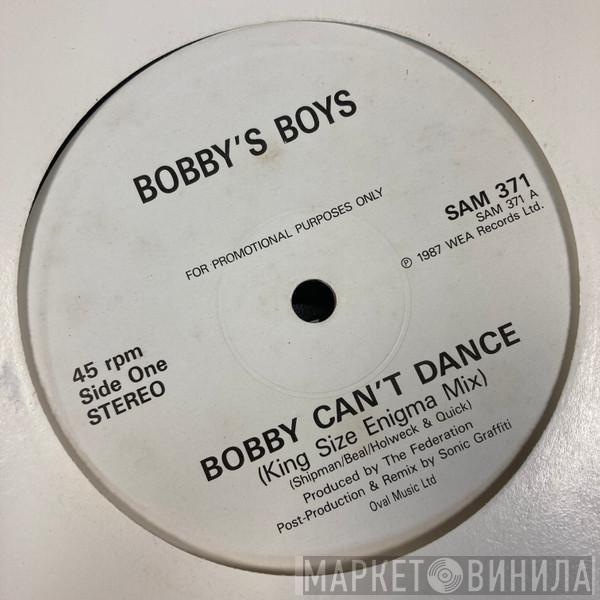 BOBBY'S BOYS
FOR PROMOTIONAL PURPOSES ONLY
SAM 371
SAM 371 A
℗ 1987 WEA Records Ltd.
45 rpm
Side One
STEREO
BOBBY CAN'T DANCE
(King Size Enigma Mix)
(Shipman/Beal/Holweck & Quick)
Produced by The Federation
Post-Production & Remix by Sonic Graffiti
Oval Music Ltd
МАРКЕТ ВИНИЛА